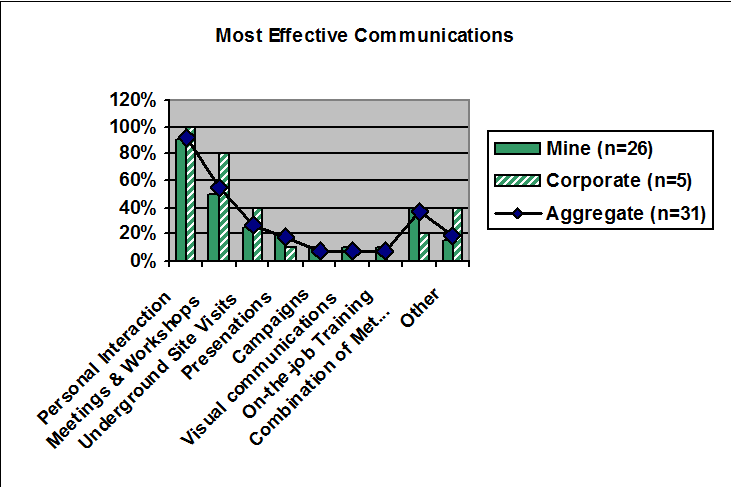 Most Effective Communications
120%
100%
80%
60%
40%
20%
0%
Mine (n=26)
Corporate (n=5)
Aggregate (n=31)
Personal Interaction
Meetings & Workshops
Underground Site Visits
Presenations
Campaigns
Visual communications
On-the-job Training
Combination of Met...
Other